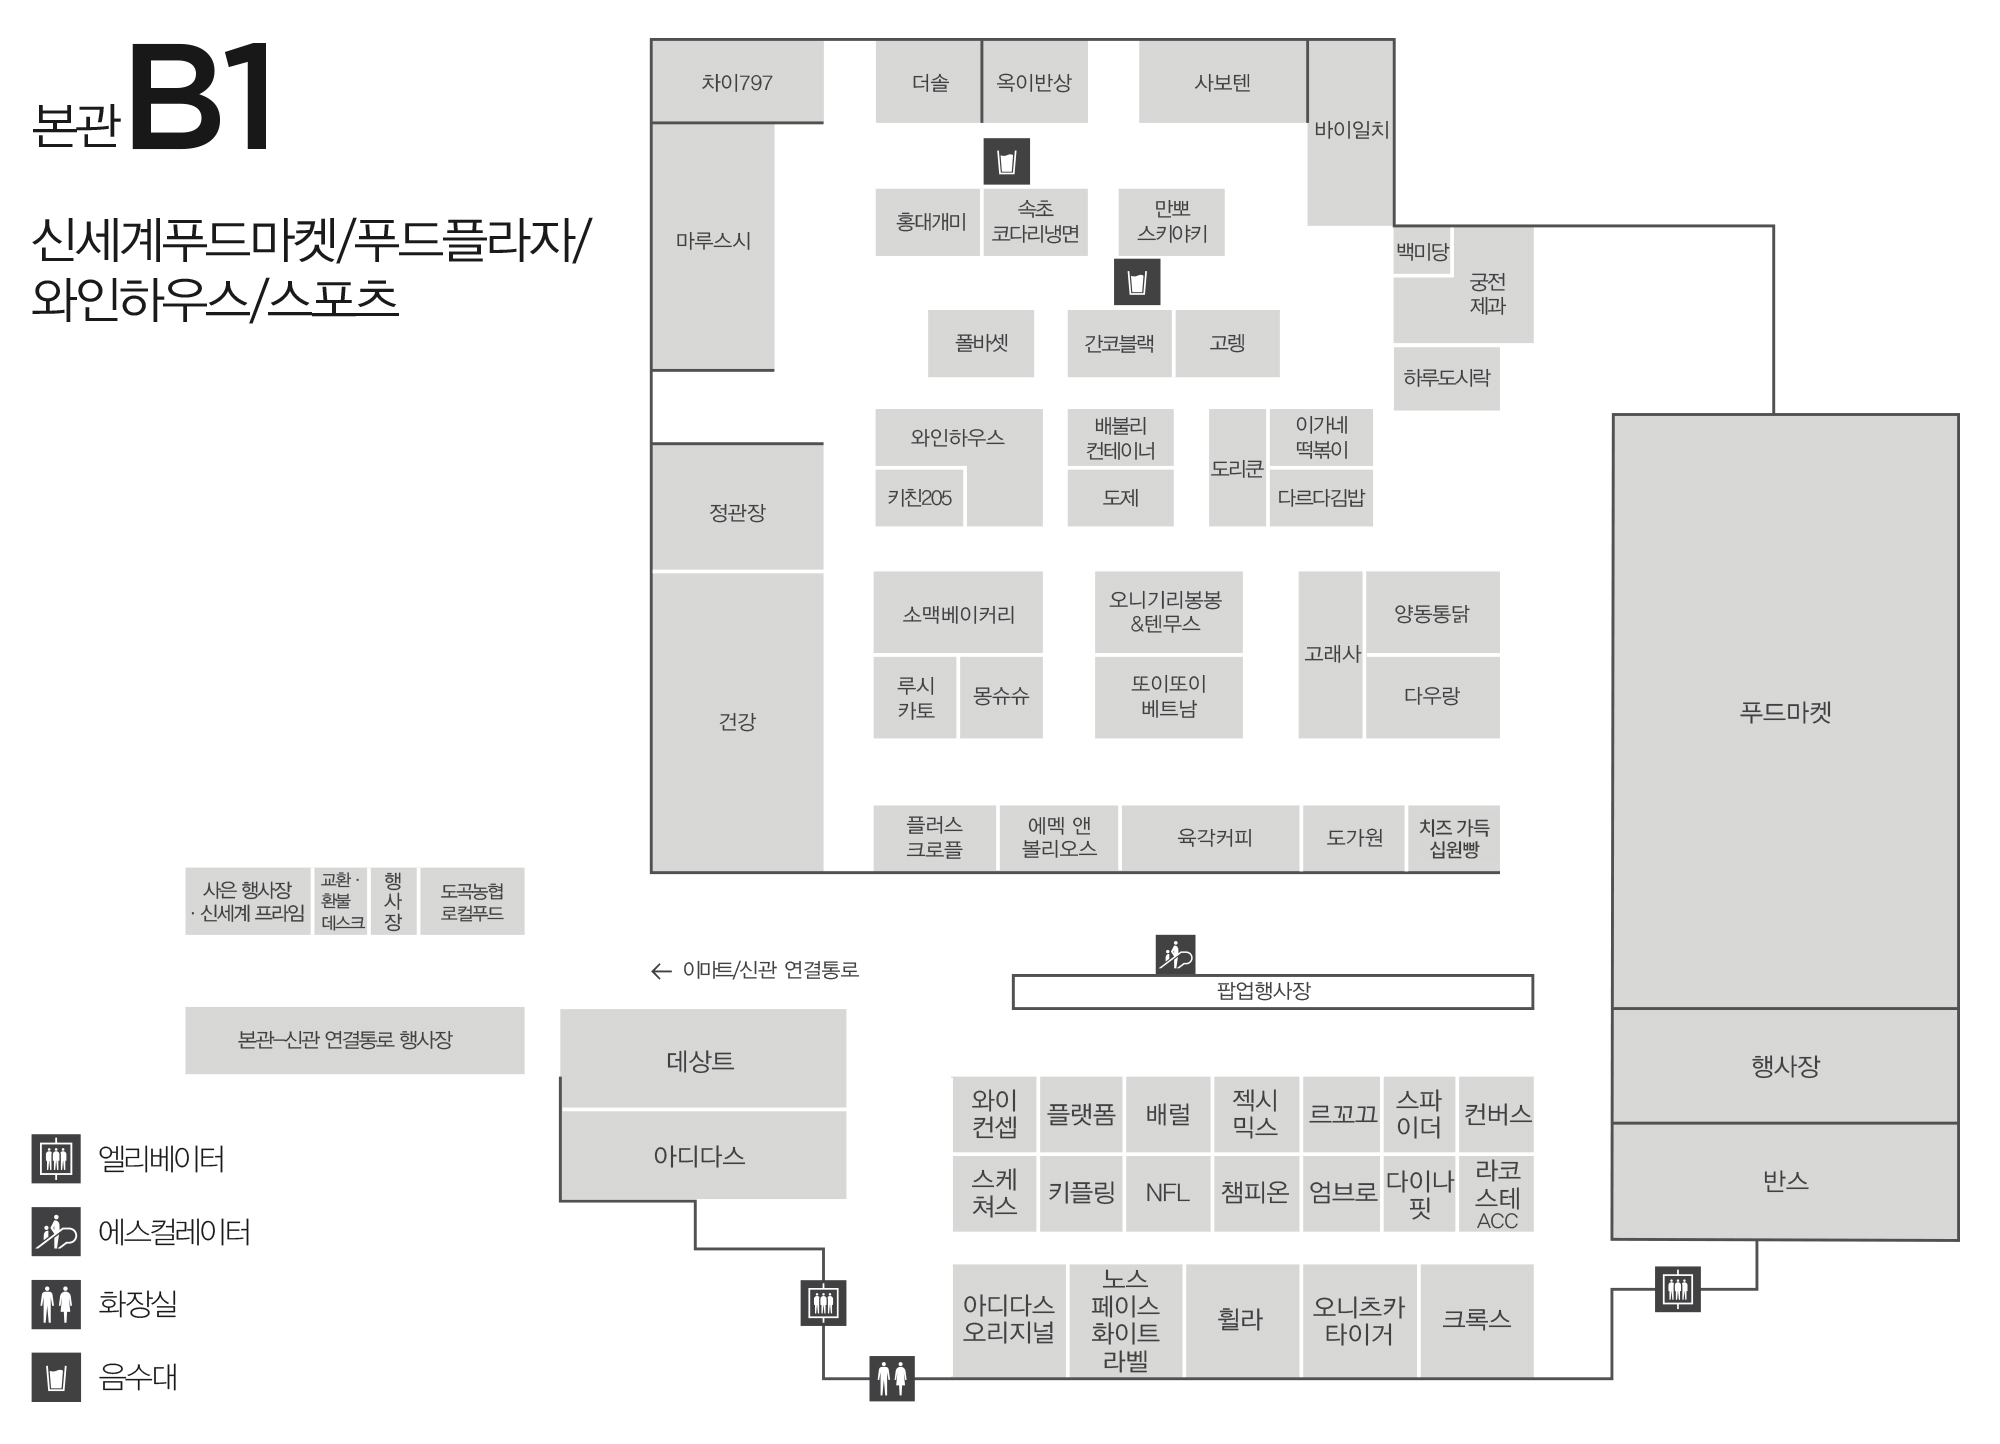 본관 B1
신세계푸드마켓/푸드플라자/
와인하우스/스포츠
차이797
더솔
옥이반상
사보텐
바이일치
마루스시
홍대개미
속초
코다리냉면
만뽀
스키야키
백미당
궁전
제과
폴바셋
간코블랙
고렝
하루도시락
와인하우스
키친205
배불리
컨테이너
도제
도리쿤
이가네
떡볶이
다르다김밥
정관장
푸드마켓
건강
소맥베이커리
루시
카토
몽슈슈
오니기리봉봉
&텐무스
또이또이
베트남
고래사
양동통닭
다우랑
플러스
크로플
에멕 앤
볼리오스
육각커피
도가원
치즈 가득
십원빵
사은 행사장
· 신세계 프라임
교환 ·
환불
데스크
행
사
장
도곡농협
로컬푸드
← 이마트/신관 연결통로
팝업행사장
본관-신관 연결통로 행사장
데상트
아디다스
행사장
반스
와이
컨셉
플랫폼
배럴
젝시
믹스
르꼬끄
스파
이더
컨버스
스케
쳐스
키플링
NFL
챔피온
엄브로
다이나
핏
라코
스테
ACC
아디다스
오리지널
노스
페이스
화이트
라벨
휠라
오니츠카
타이거
크록스
엘리베이터
에스컬레이터
화장실
음수대